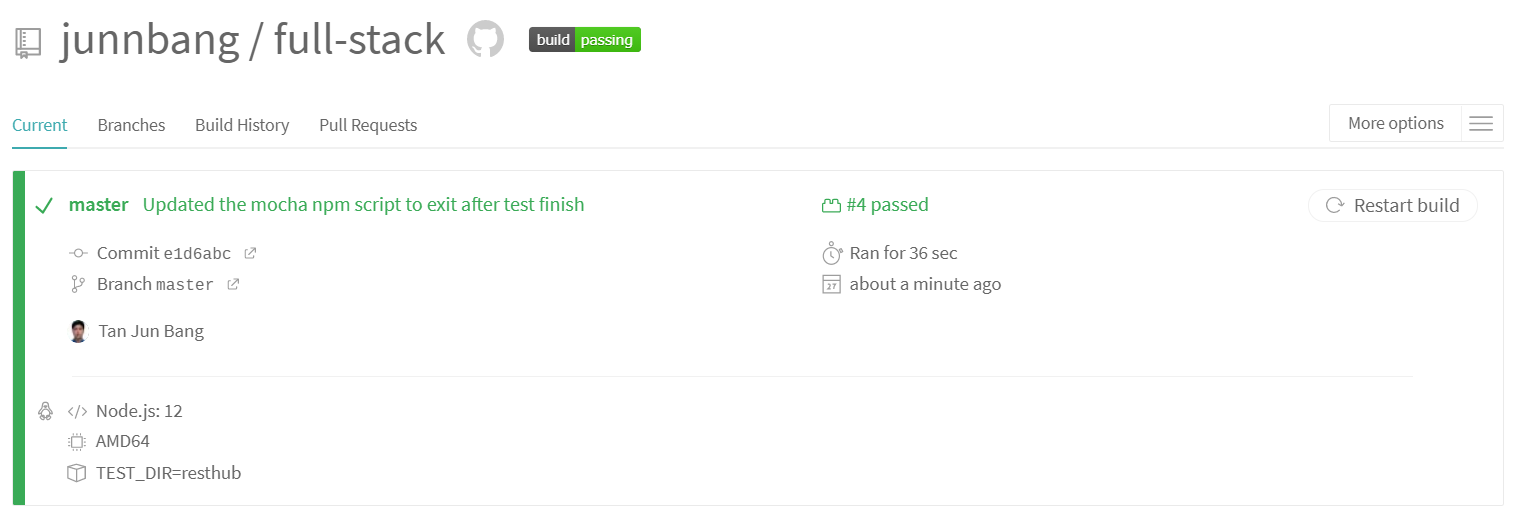 junnbang / full-stack build passing
Current Branches Build History Pull Requests More options
master Updated the mocha npm script to exit after test finish #4 passed Restart build
Commit e1d6abc Ran for 36 sec
Branch master 27 about a minute ago
Tan Jun Bang
</> Node.js: 12
AMD64
TEST_DIR=resthub